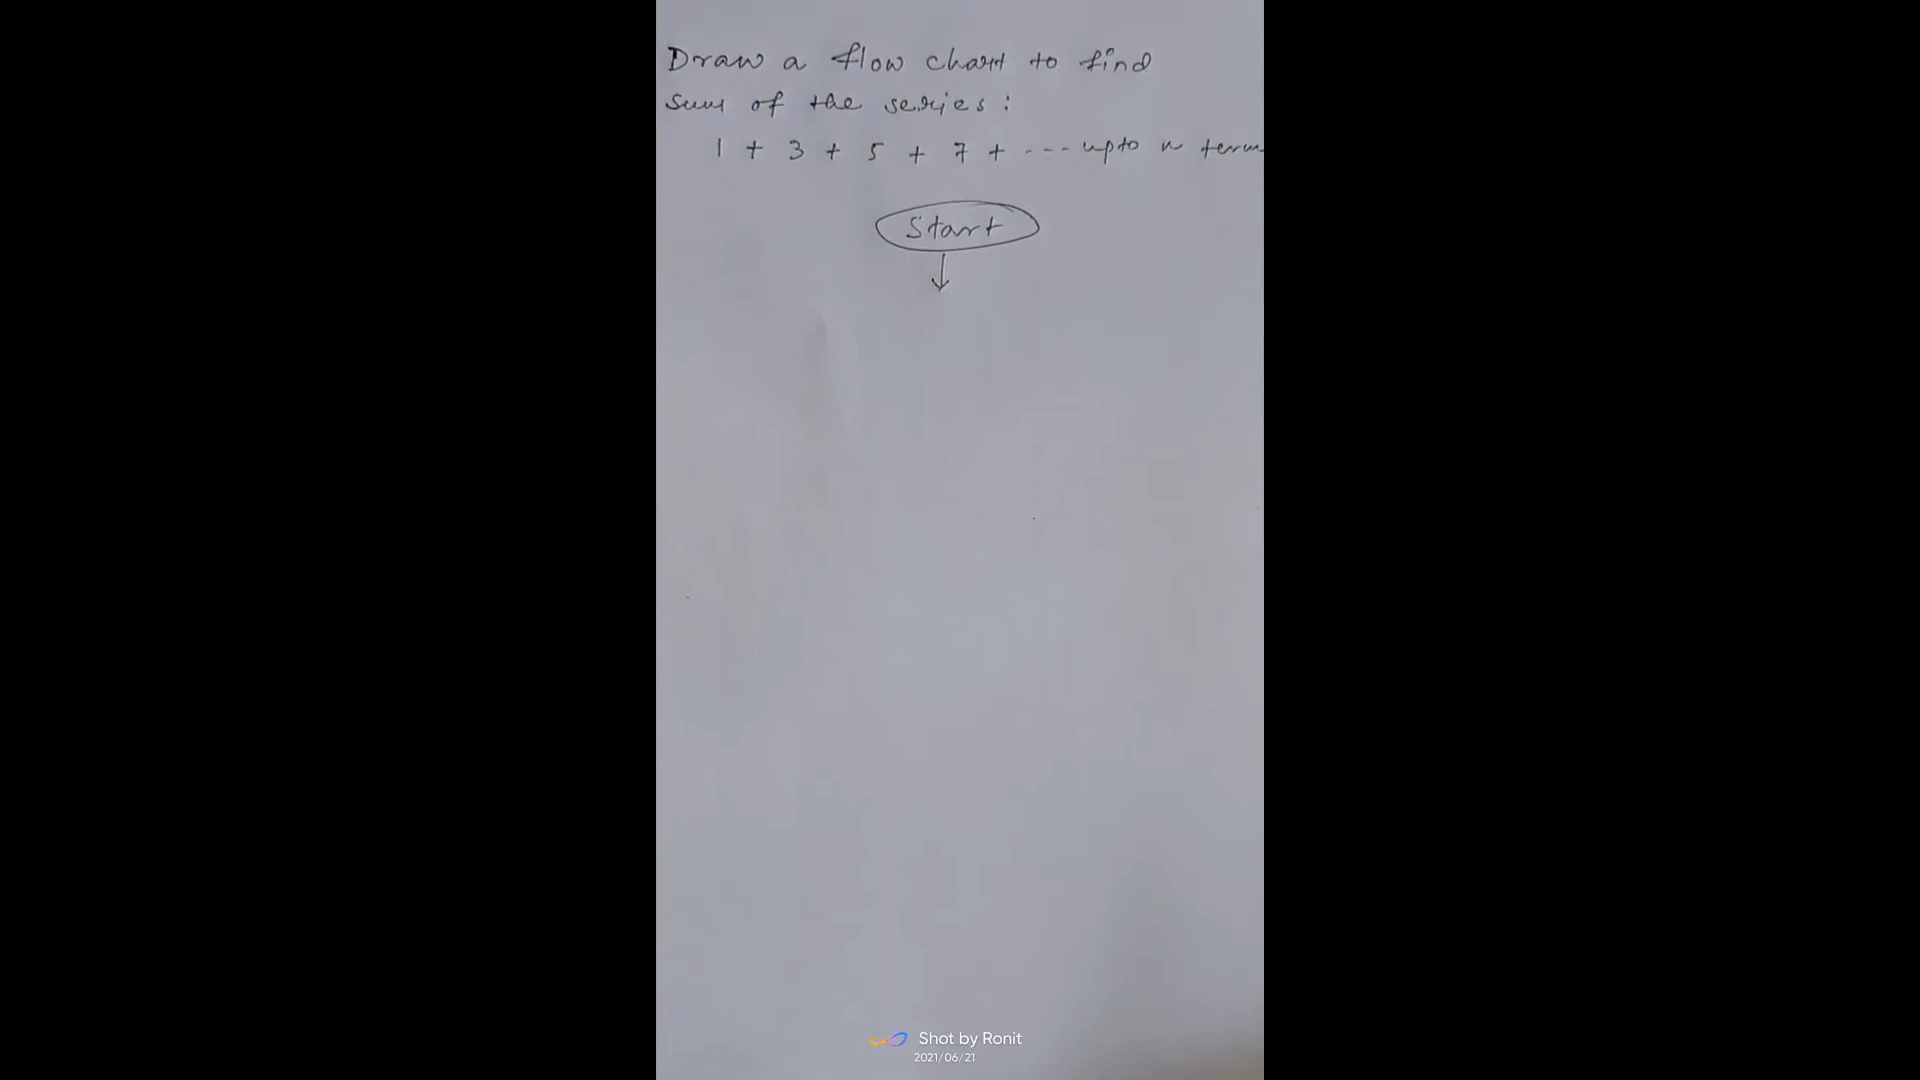 Draw a flow chart to find
sum of the series :
1 + 3 + 5 + 7 + --- upto n term
Start
Shot by Ronit
2021/06/21